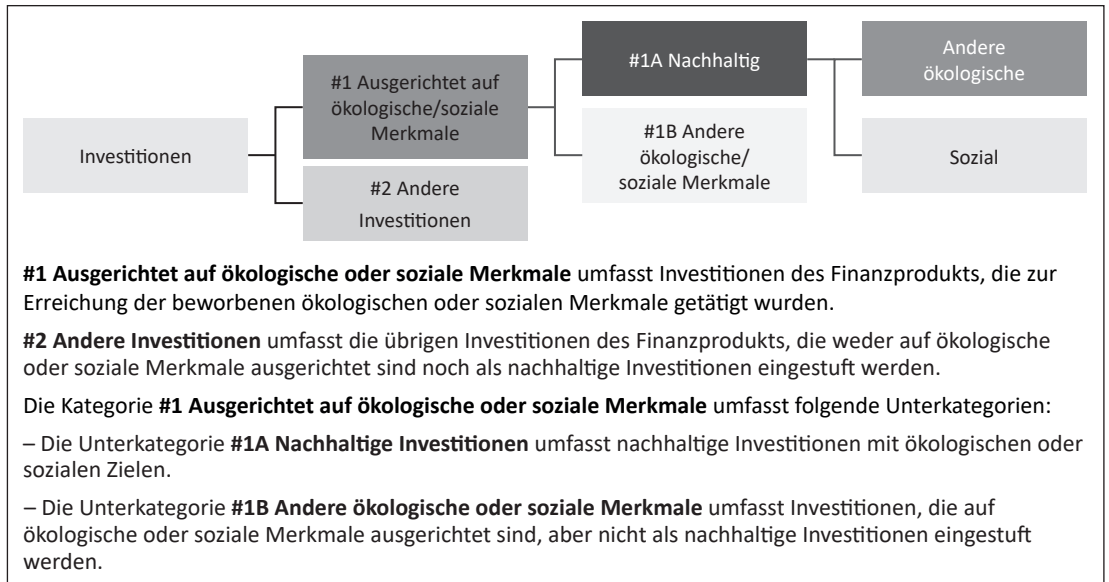 Investitionen
#1 Ausgerichtet auf
ökologische/soziale
Merkmale
#2 Andere
Investitionen
#1A Nachhaltig
#1B Andere
ökologische/
soziale Merkmale
Andere
ökologische
Sozial
#1 Ausgerichtet auf ökologische oder soziale Merkmale umfasst Investitionen des Finanzprodukts, die zur
Erreichung der beworbenen ökologischen oder sozialen Merkmale getätigt wurden.
#2 Andere Investitionen umfasst die übrigen Investitionen des Finanzprodukts, die weder auf ökologische
oder soziale Merkmale ausgerichtet sind noch als nachhaltige Investitionen eingestuft werden.
Die Kategorie #1 Ausgerichtet auf ökologische oder soziale Merkmale umfasst folgende Unterkategorien:
– Die Unterkategorie #1A Nachhaltige Investitionen umfasst nachhaltige Investitionen mit ökologischen oder
sozialen Zielen.
– Die Unterkategorie #1B Andere ökologische oder soziale Merkmale umfasst Investitionen, die auf
ökologische oder soziale Merkmale ausgerichtet sind, aber nicht als nachhaltige Investitionen eingestuft
werden.